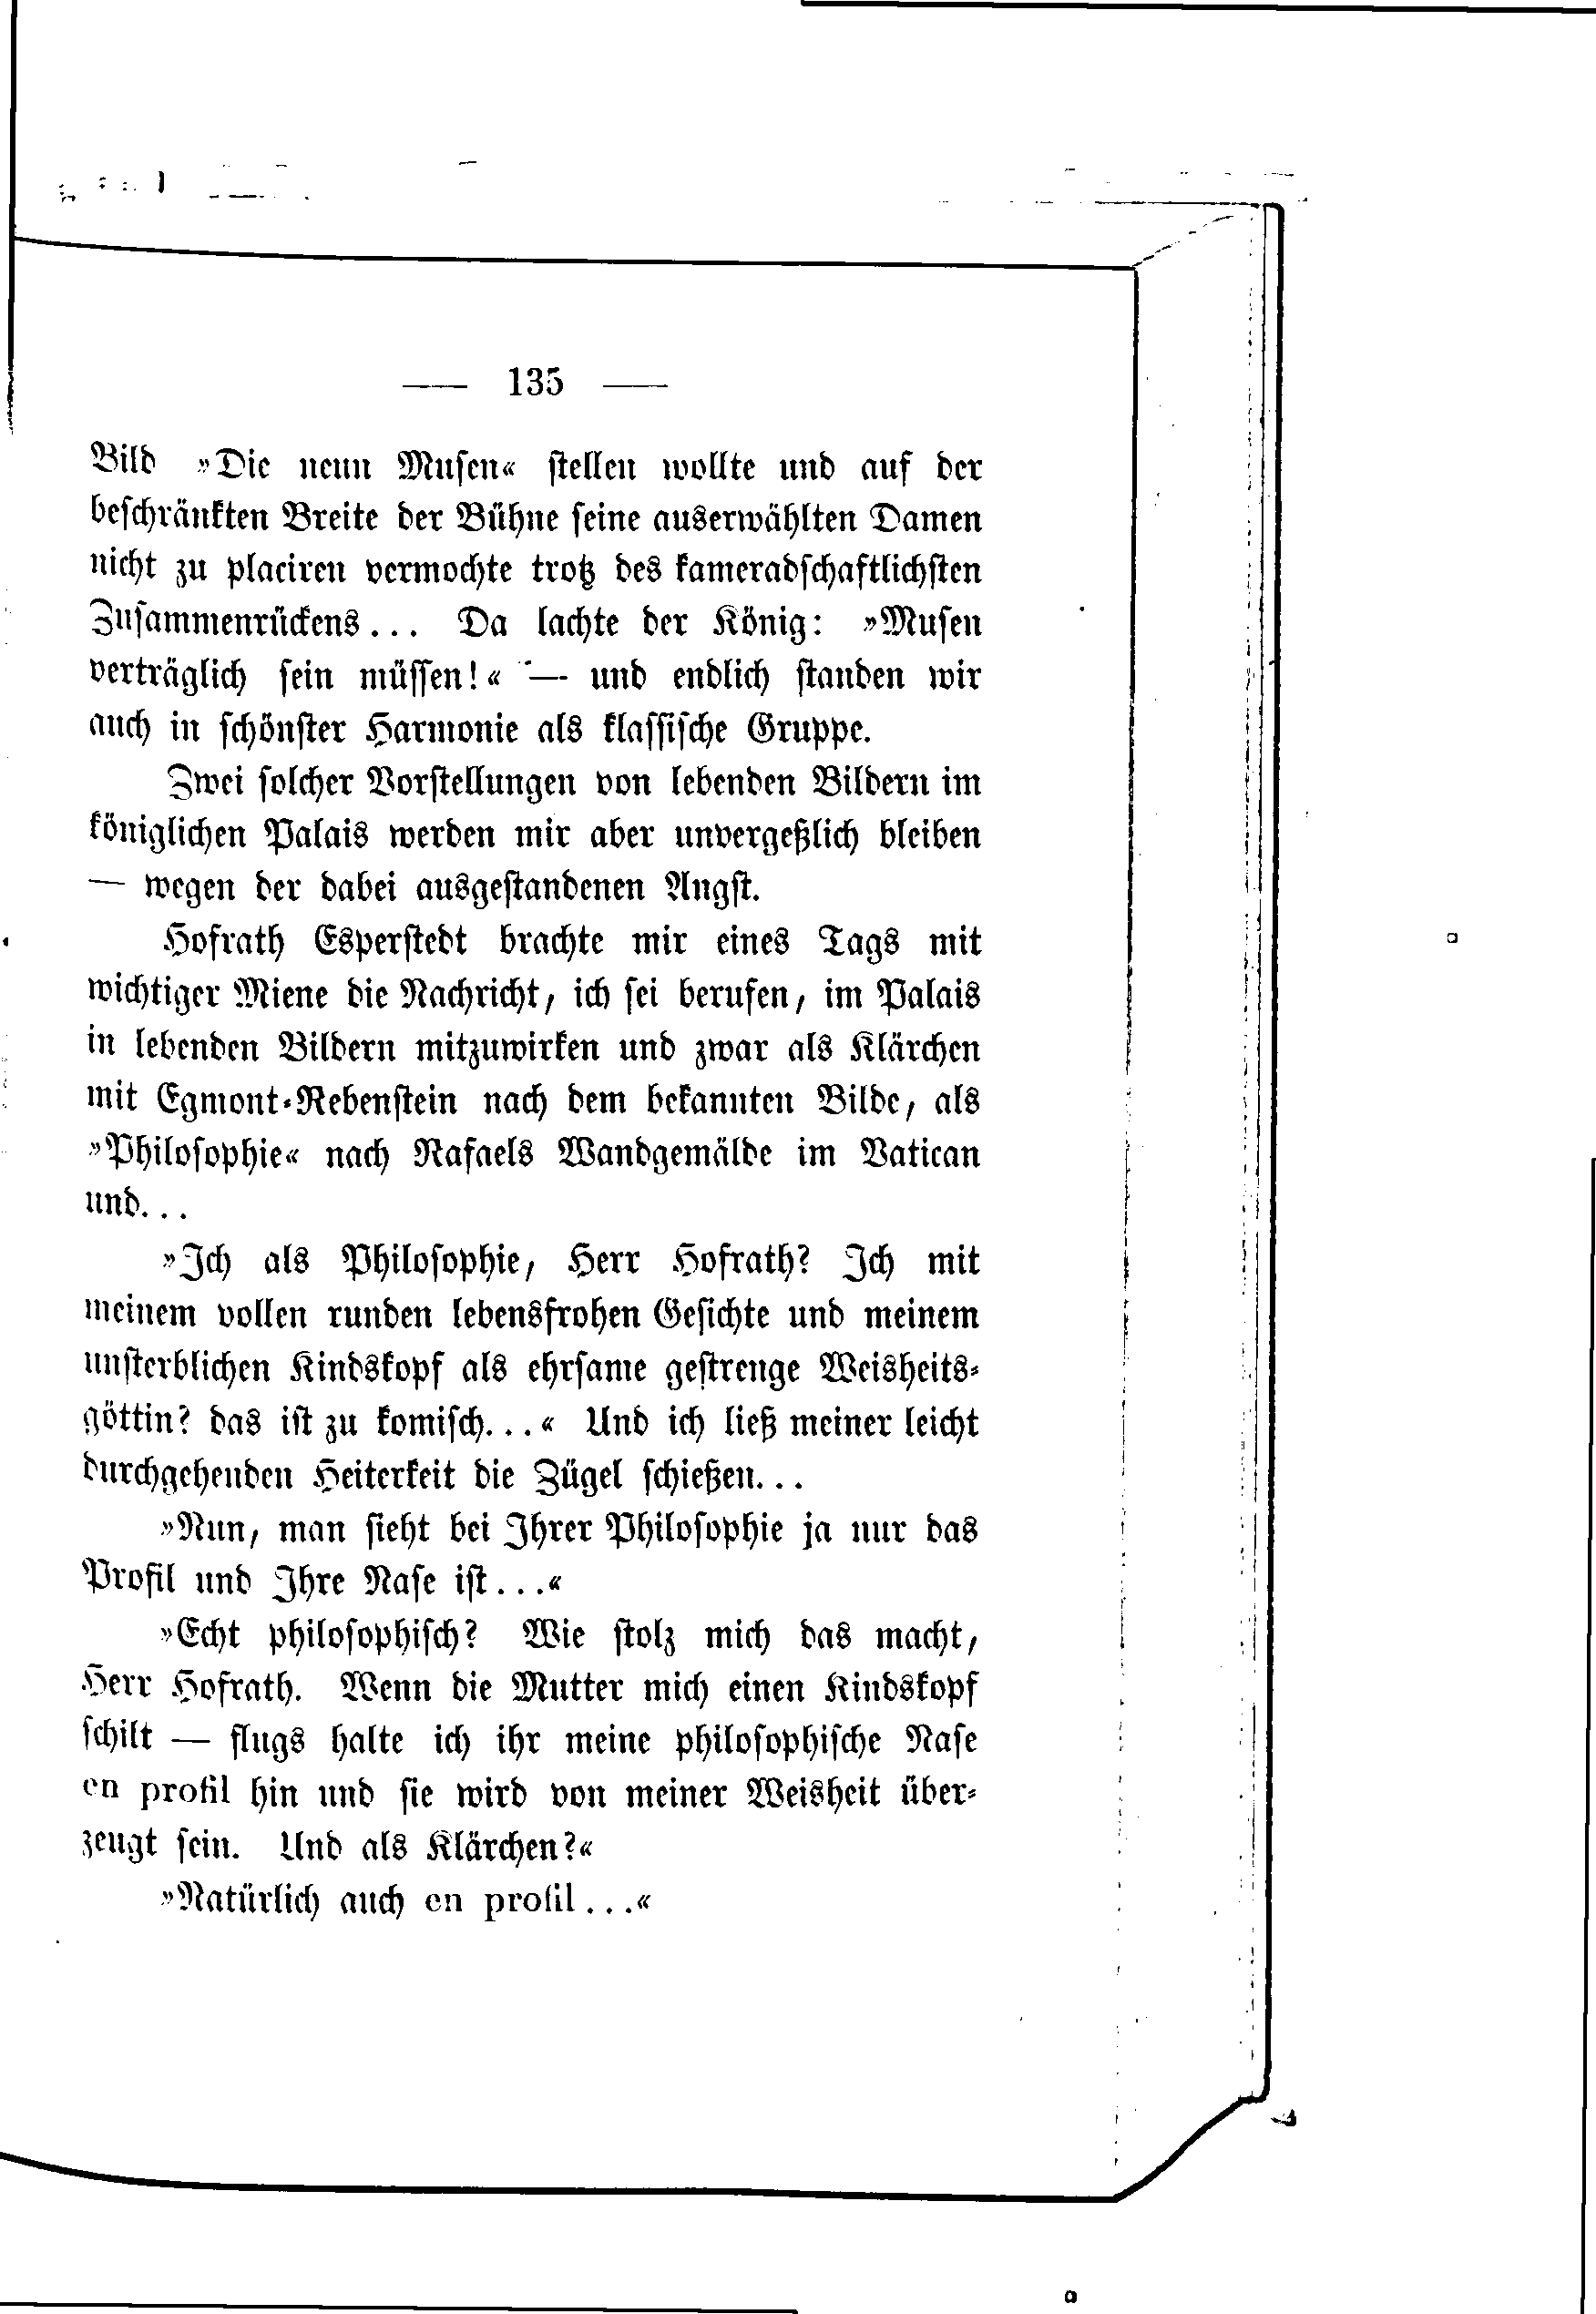 — 135 —
Bild »Die neun Musen« stellen wollte und auf der
beschränkten Breite der Bühne seine auserwählten Damen
nicht zu placiren vermochte trotz des kameradschaftlichsten
Zusammenrückens... Da lachte der König: »Musen
verträglich sein müssen!« — und endlich standen wir
auch in schönster Harmonie als klassische Gruppe.
Zwei solcher Vorstellungen von lebenden Bildern im
königlichen Palais werden mir aber unvergeßlich bleiben
— wegen der dabei ausgestandenen Angst.
Hofrath Esperstedt brachte mir eines Tags mit
wichtiger Miene die Nachricht, ich sei berufen, im Palais
in lebenden Bildern mitzuwirken und zwar als Klärchen
mit Egmont-Rebenstein nach dem bekannten Bilde, als
»Philosophie« nach Rafaels Wandgemälde im Vatican
und...
»Ich als Philosophie, Herr Hofrath? Ich mit
meinem vollen runden lebensfrohen Gesichte und meinem
unsterblichen Kindskopf als ehrsame gestrenge Weisheits-
göttin? das ist zu komisch...« Und ich ließ meiner leicht
durchgehenden Heiterkeit die Zügel schießen...
»Nun, man sieht bei Ihrer Philosophie ja nur das
Profil und Ihre Nase ist...«
»Echt philosophisch? Wie stolz mich das macht,
Herr Hofrath. Wenn die Mutter mich einen Kindskopf
schilt — flugs halte ich ihr meine philosophische Nase
en profil hin und sie wird von meiner Weisheit über-
zeugt sein. Und als Klärchen?«
»Natürlich auch en profil...«